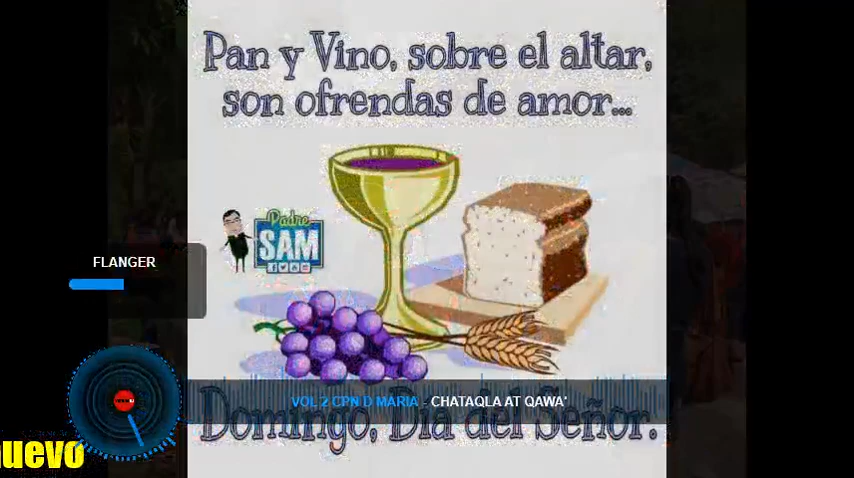 Pan y Vino, sobre el altar,
son ofrendas de amor...
Padre
SAM
FLANGER
VOL 2 CPN D MARIA - CHATAQLA AT QAWA'
Domingo, Día del Señor.
nuevo